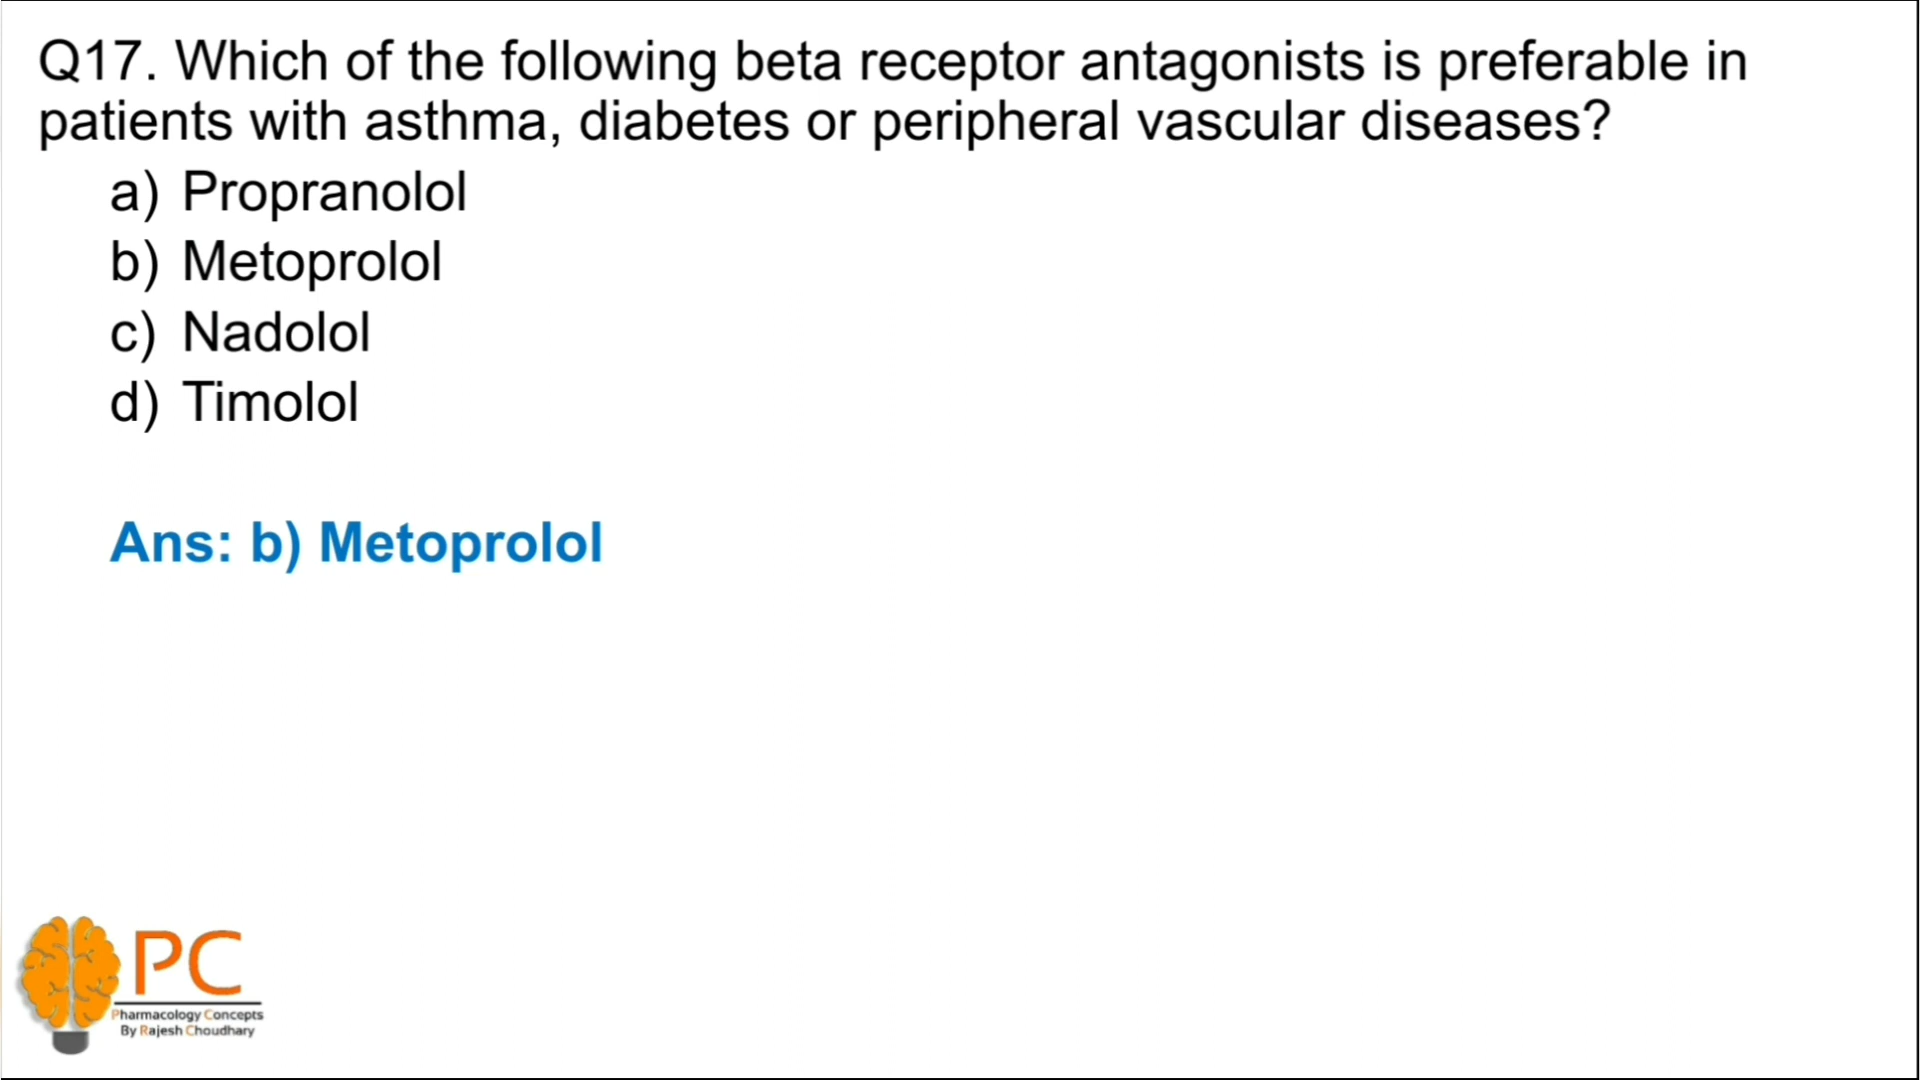 Q17. Which of the following beta receptor antagonists is preferable in
patients with asthma, diabetes or peripheral vascular diseases?
a) Propranolol
b) Metoprolol
c) Nadolol
d) Timolol
Ans: b) Metoprolol
PC
Pharmacology Concepts
By Rajesh Choudhary